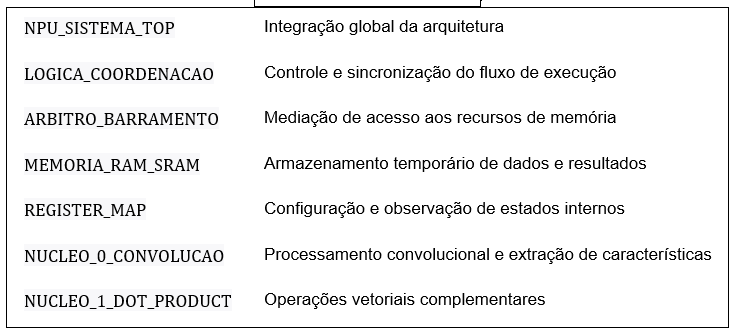 NPU_SISTEMA_TOP Integração global da arquitetura
LOGICA_COORDENACAO Controle e sincronização do fluxo de execução
ARBITRO_BARRAMENTO Mediação de acesso aos recursos de memória
MEMORIA_RAM_SRAM Armazenamento temporário de dados e resultados
REGISTER_MAP Configuração e observação de estados internos
NUCLEO_0_CONVOLUCAO Processamento convolucional e extração de características
NUCLEO_1_DOT_PRODUCT Operações vetoriais complementares